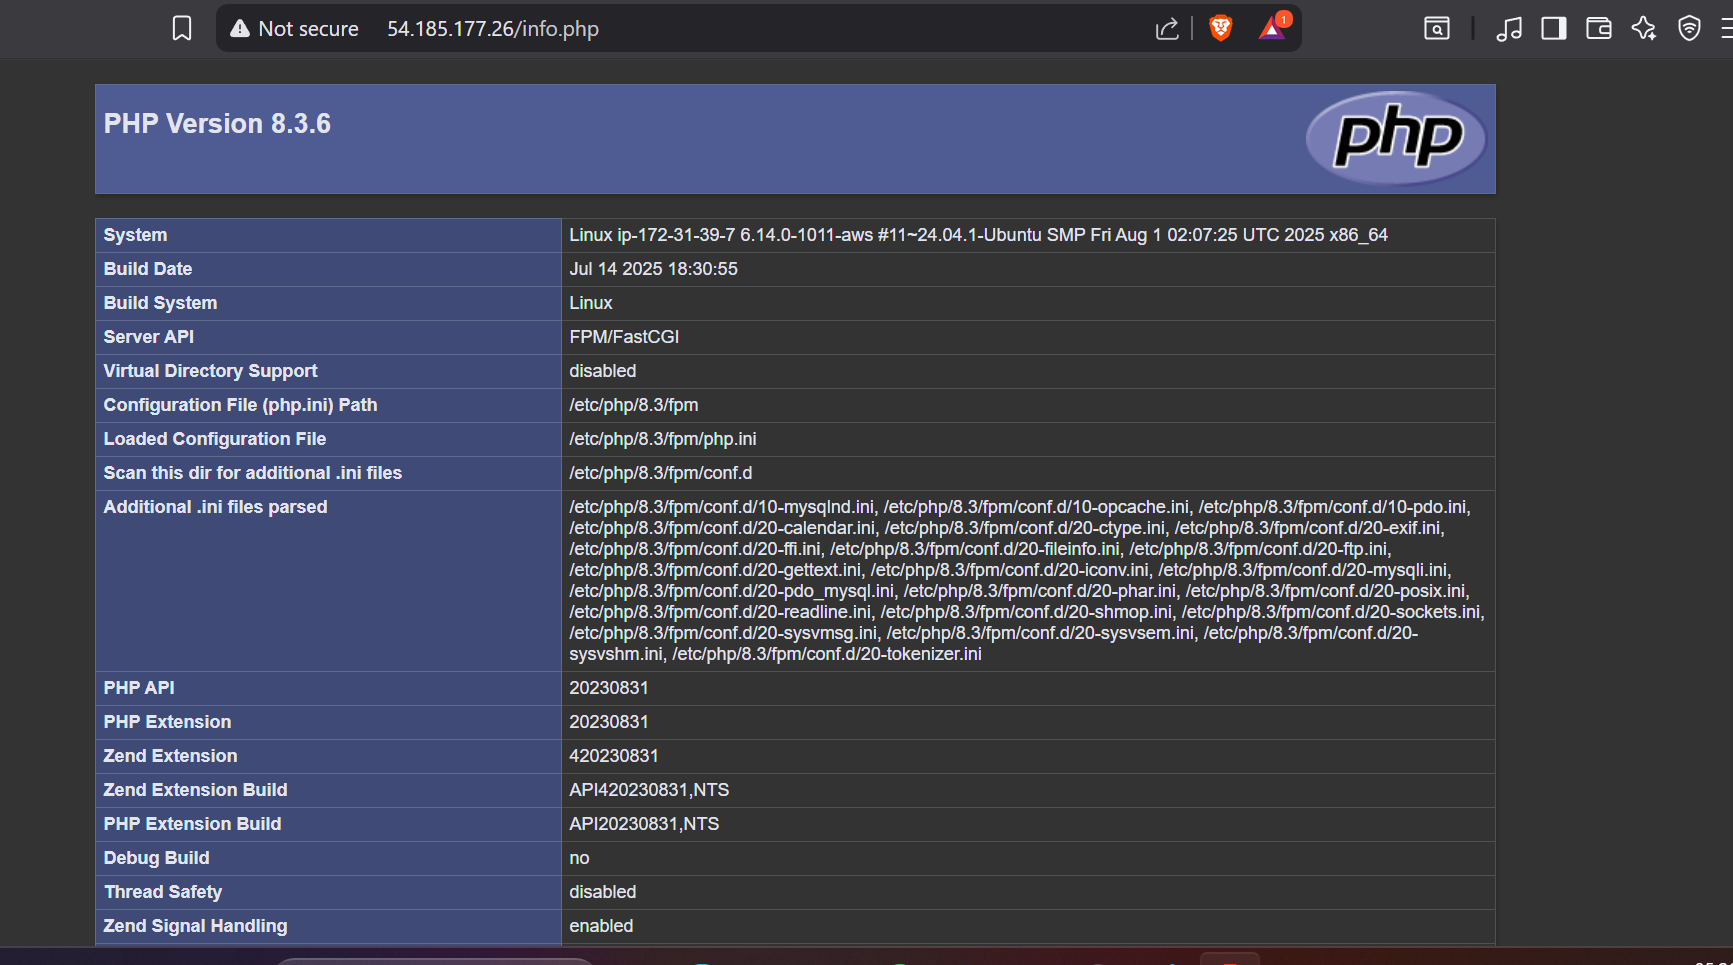 Not secure 54.185.177.26/info.php 1
PHP Version 8.3.6
php
System Linux ip-172-31-39-7 6.14.0-1011-aws #11~24.04.1-Ubuntu SMP Fri Aug 1 02:07:25 UTC 2025 x86_64
Build Date Jul 14 2025 18:30:55
Build System Linux
Server API FPM/FastCGI
Virtual Directory Support disabled
Configuration File (php.ini) Path /etc/php/8.3/fpm
Loaded Configuration File /etc/php/8.3/fpm/php.ini
Scan this dir for additional .ini files /etc/php/8.3/fpm/conf.d
Additional .ini files parsed /etc/php/8.3/fpm/conf.d/10-mysqlnd.ini, /etc/php/8.3/fpm/conf.d/10-opcache.ini, /etc/php/8.3/fpm/conf.d/10-pdo.ini,
/etc/php/8.3/fpm/conf.d/20-calendar.ini, /etc/php/8.3/fpm/conf.d/20-ctype.ini, /etc/php/8.3/fpm/conf.d/20-exif.ini,
/etc/php/8.3/fpm/conf.d/20-ffi.ini, /etc/php/8.3/fpm/conf.d/20-fileinfo.ini, /etc/php/8.3/fpm/conf.d/20-ftp.ini,
/etc/php/8.3/fpm/conf.d/20-gettext.ini, /etc/php/8.3/fpm/conf.d/20-iconv.ini, /etc/php/8.3/fpm/conf.d/20-mysqli.ini,
/etc/php/8.3/fpm/conf.d/20-pdo_mysql.ini, /etc/php/8.3/fpm/conf.d/20-phar.ini, /etc/php/8.3/fpm/conf.d/20-posix.ini,
/etc/php/8.3/fpm/conf.d/20-readline.ini, /etc/php/8.3/fpm/conf.d/20-shmop.ini, /etc/php/8.3/fpm/conf.d/20-sockets.ini,
/etc/php/8.3/fpm/conf.d/20-sysvmsg.ini, /etc/php/8.3/fpm/conf.d/20-sysvsem.ini, /etc/php/8.3/fpm/conf.d/20-
sysvshm.ini, /etc/php/8.3/fpm/conf.d/20-tokenizer.ini
PHP API 20230831
PHP Extension 20230831
Zend Extension 420230831
Zend Extension Build API420230831,NTS
PHP Extension Build API20230831,NTS
Debug Build no
Thread Safety disabled
Zend Signal Handling enabled